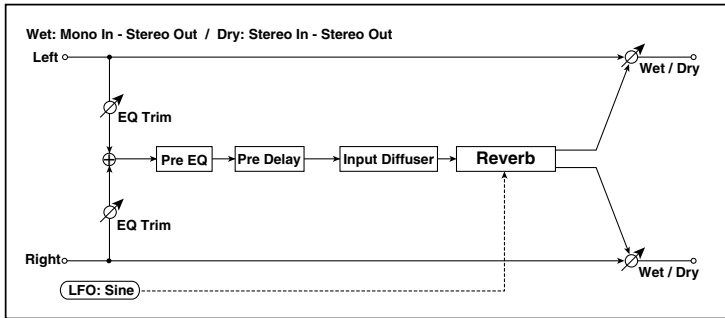 Wet: Mono In - Stereo Out / Dry: Stereo In - Stereo Out
Left
Wet / Dry
EQ Trim
Pre EQ
Pre Delay
Input Diffuser
Reverb
EQ Trim
Right
Wet / Dry
LFO: Sine